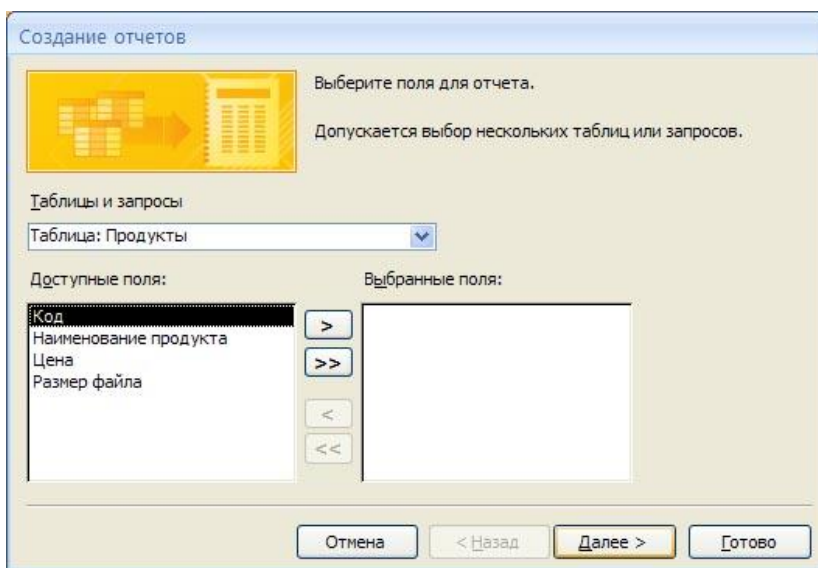 Создание отчетов
Выберите поля для отчета.
Допускается выбор нескольких таблиц или запросов.
Таблицы и запросы
Таблица: Продукты
Доступные поля:
Выбранные поля:
Код
Наименование продукта
Цена
Размер файла
>
>>
<
<<
Отмена
< Назад
Далее >
Готово